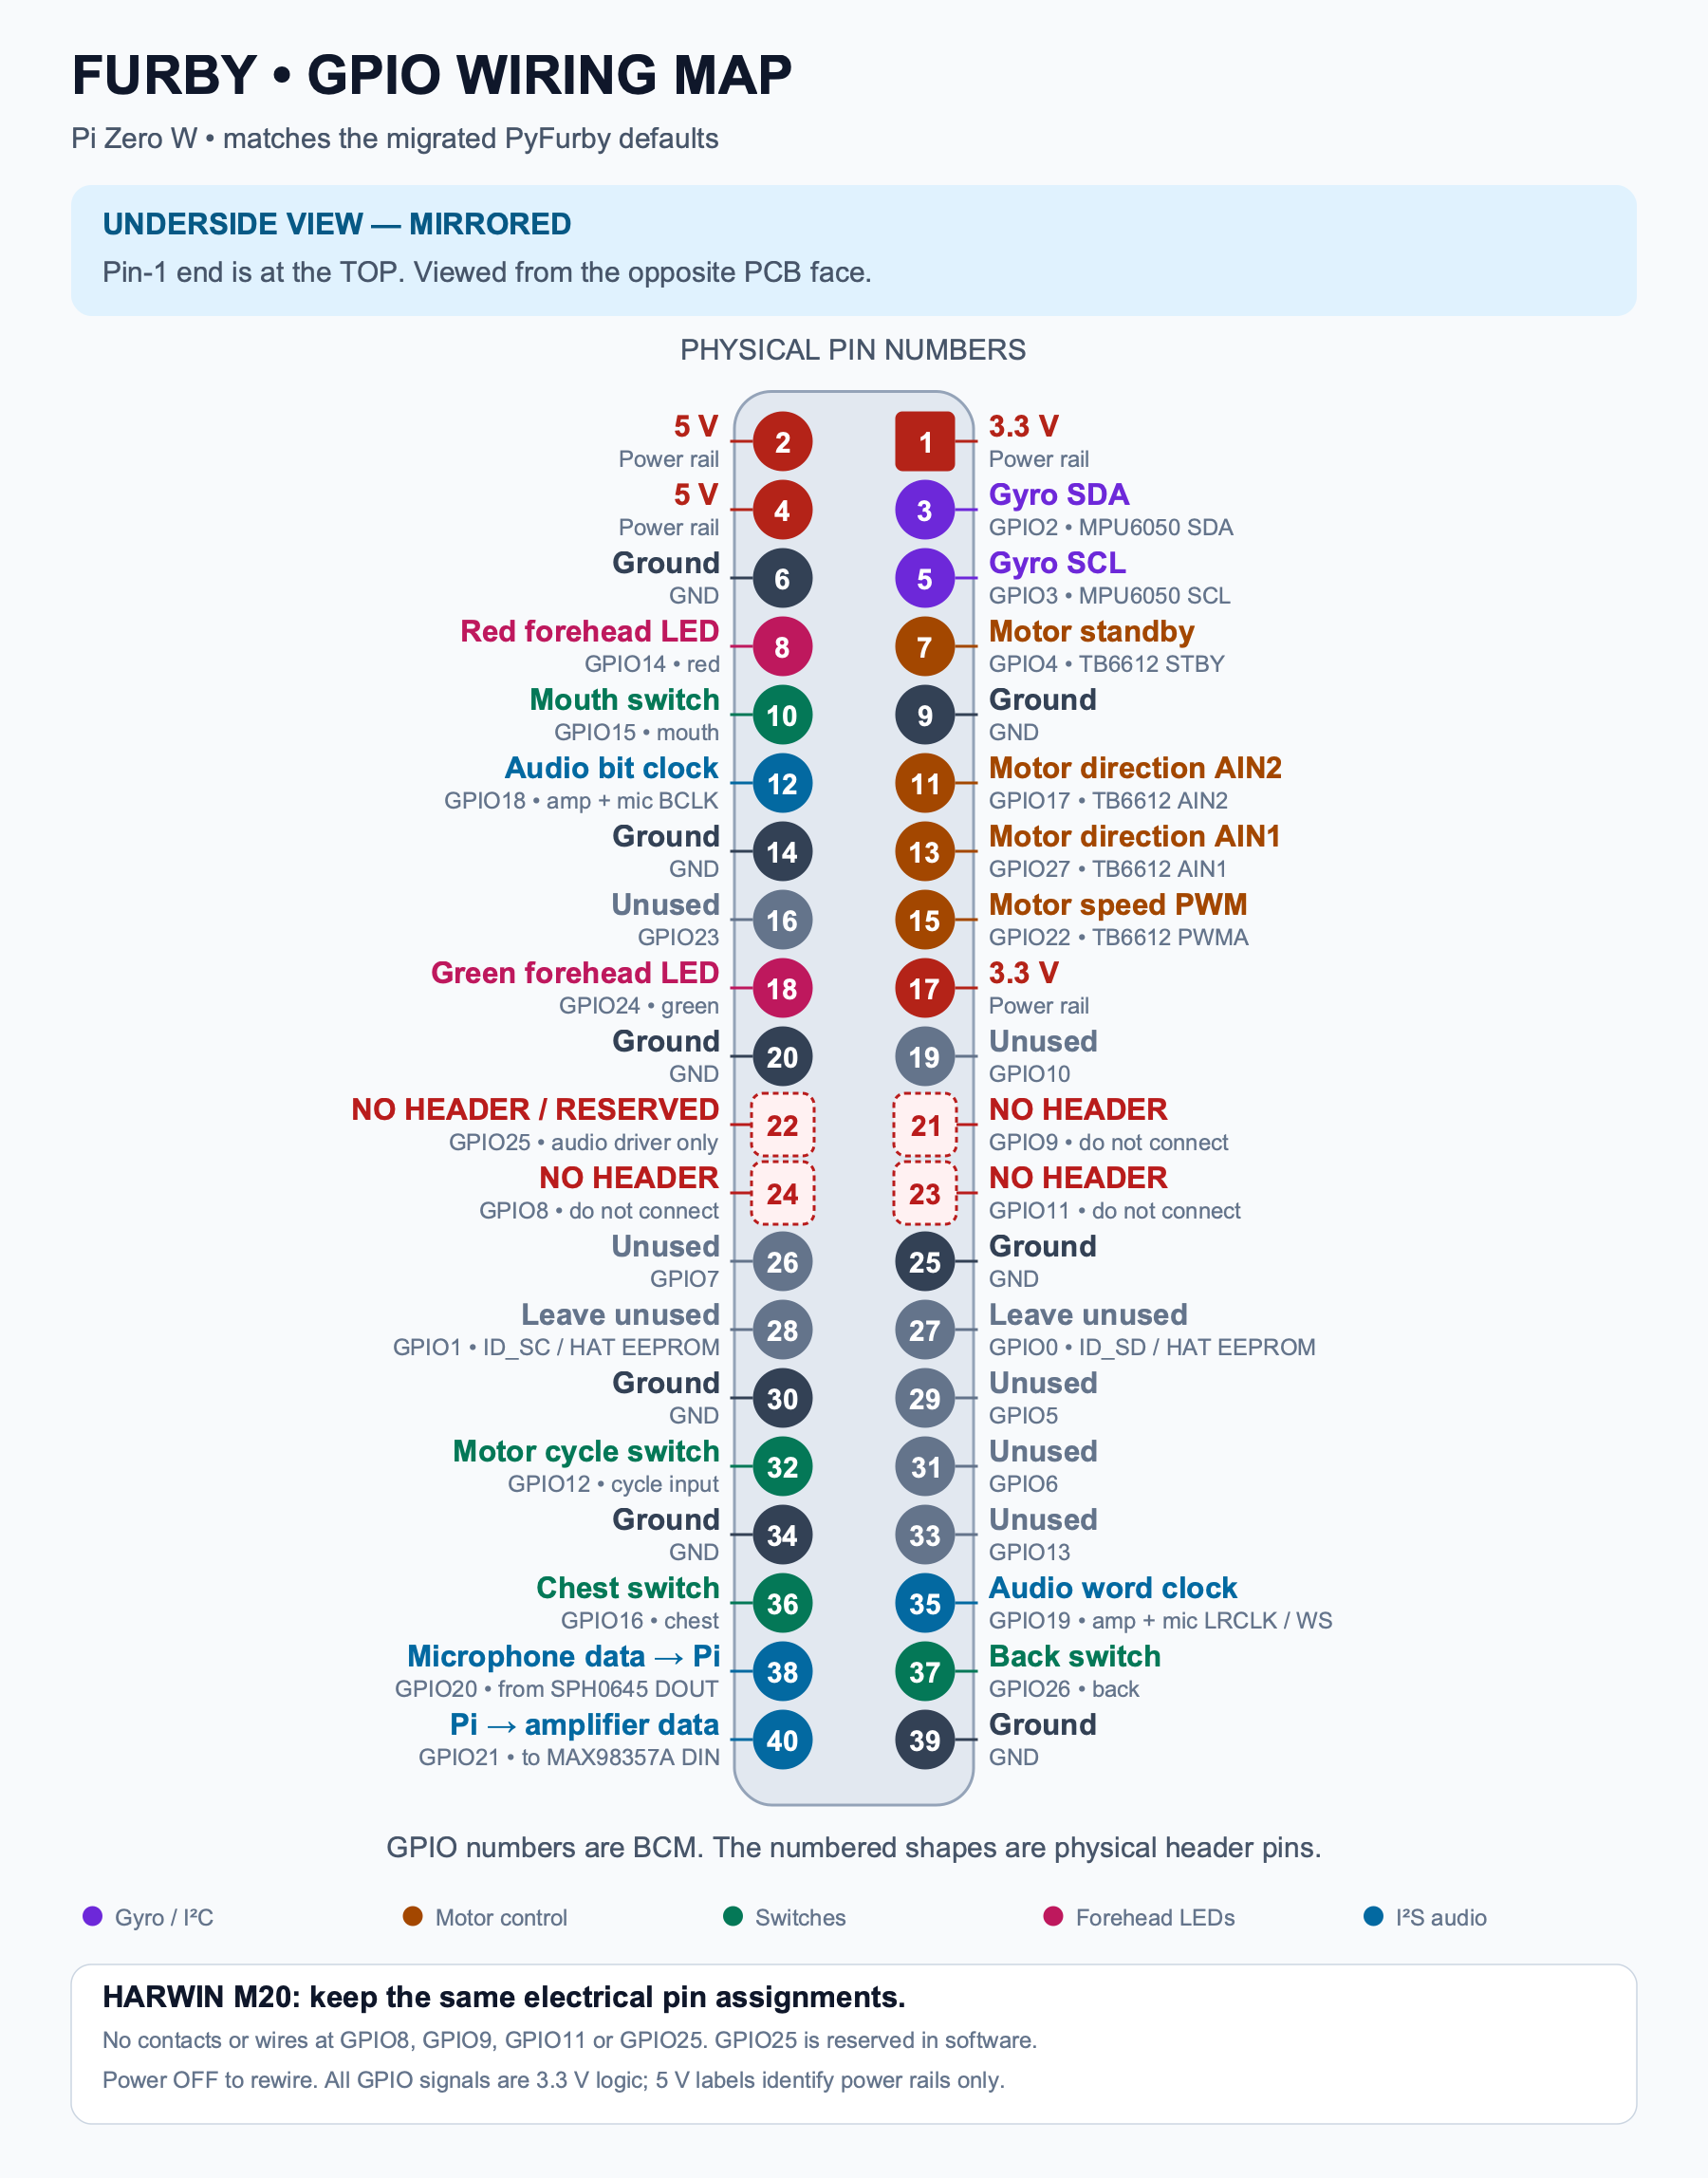 FURBY • GPIO WIRING MAP
Pi Zero W • matches the migrated PyFurby defaults
UNDERSIDE VIEW — MIRRORED
Pin-1 end is at the TOP. Viewed from the opposite PCB face.
PHYSICAL PIN NUMBERS
5 V 2 1 3.3 V
Power rail Power rail
5 V 4 3 Gyro SDA
Power rail GPIO2 • MPU6050 SDA
Ground 6 5 Gyro SCL
GND GPIO3 • MPU6050 SCL
Red forehead LED 8 7 Motor standby
GPIO14 • red GPIO4 • TB6612 STBY
Mouth switch 10 9 Ground
GPIO15 • mouth GND
Audio bit clock 12 11 Motor direction AIN2
GPIO18 • amp + mic BCLK GPIO17 • TB6612 AIN2
Ground 14 13 Motor direction AIN1
GND GPIO27 • TB6612 AIN1
Unused 16 15 Motor speed PWM
GPIO23 GPIO22 • TB6612 PWMA
Green forehead LED 18 17 3.3 V
GPIO24 • green Power rail
Ground 20 19 Unused
GND GPIO10
NO HEADER / RESERVED 22 21 NO HEADER
GPIO25 • audio driver only GPIO9 • do not connect
NO HEADER 24 23 NO HEADER
GPIO8 • do not connect GPIO11 • do not connect
Unused 26 25 Ground
GPIO7 GND
Leave unused 28 27 Leave unused
GPIO1 • ID_SC / HAT EEPROM GPIO0 • ID_SD / HAT EEPROM
Ground 30 29 Unused
GND GPIO5
Motor cycle switch 32 31 Unused
GPIO12 • cycle input GPIO6
Ground 34 33 Unused
GND GPIO13
Chest switch 36 35 Audio word clock
GPIO16 • chest GPIO19 • amp + mic LRCLK / WS
Microphone data → Pi 38 37 Back switch
GPIO20 • from SPH0645 DOUT GPIO26 • back
Pi → amplifier data 40 39 Ground
GPIO21 • to MAX98357A DIN GND
GPIO numbers are BCM. The numbered shapes are physical header pins.
Gyro / I²C Motor control Switches Forehead LEDs I²S audio
HARWIN M20: keep the same electrical pin assignments.
No contacts or wires at GPIO8, GPIO9, GPIO11 or GPIO25. GPIO25 is reserved in software.
Power OFF to rewire. All GPIO signals are 3.3 V logic; 5 V labels identify power rails only.